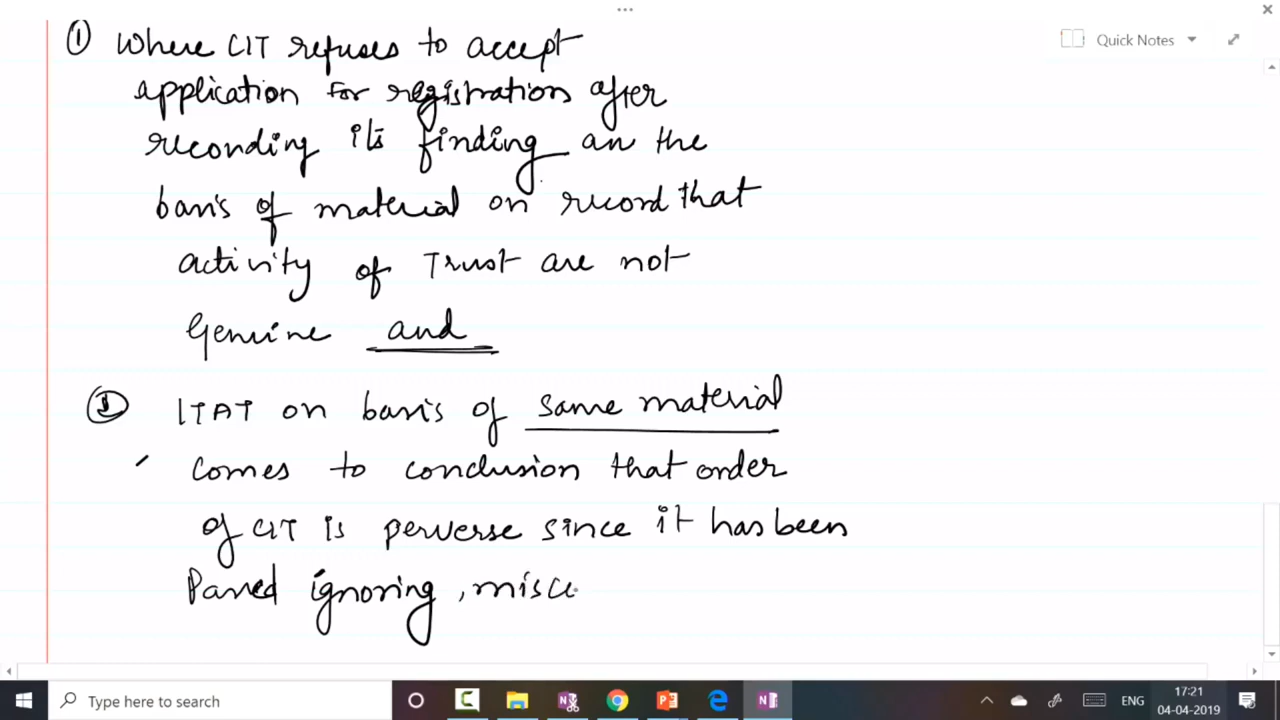 Quick Notes
① Where CIT refuses to accept
application for registration after
reconding its finding an the
basis of material on record that
activity of Trust are not
Genuine and
② ITAT on basis of same material
comes to conclusion that order
of CIT is perverse since it has been
Passed ignoring, misc
Type here to search
ENG
17:21
04-04-2019